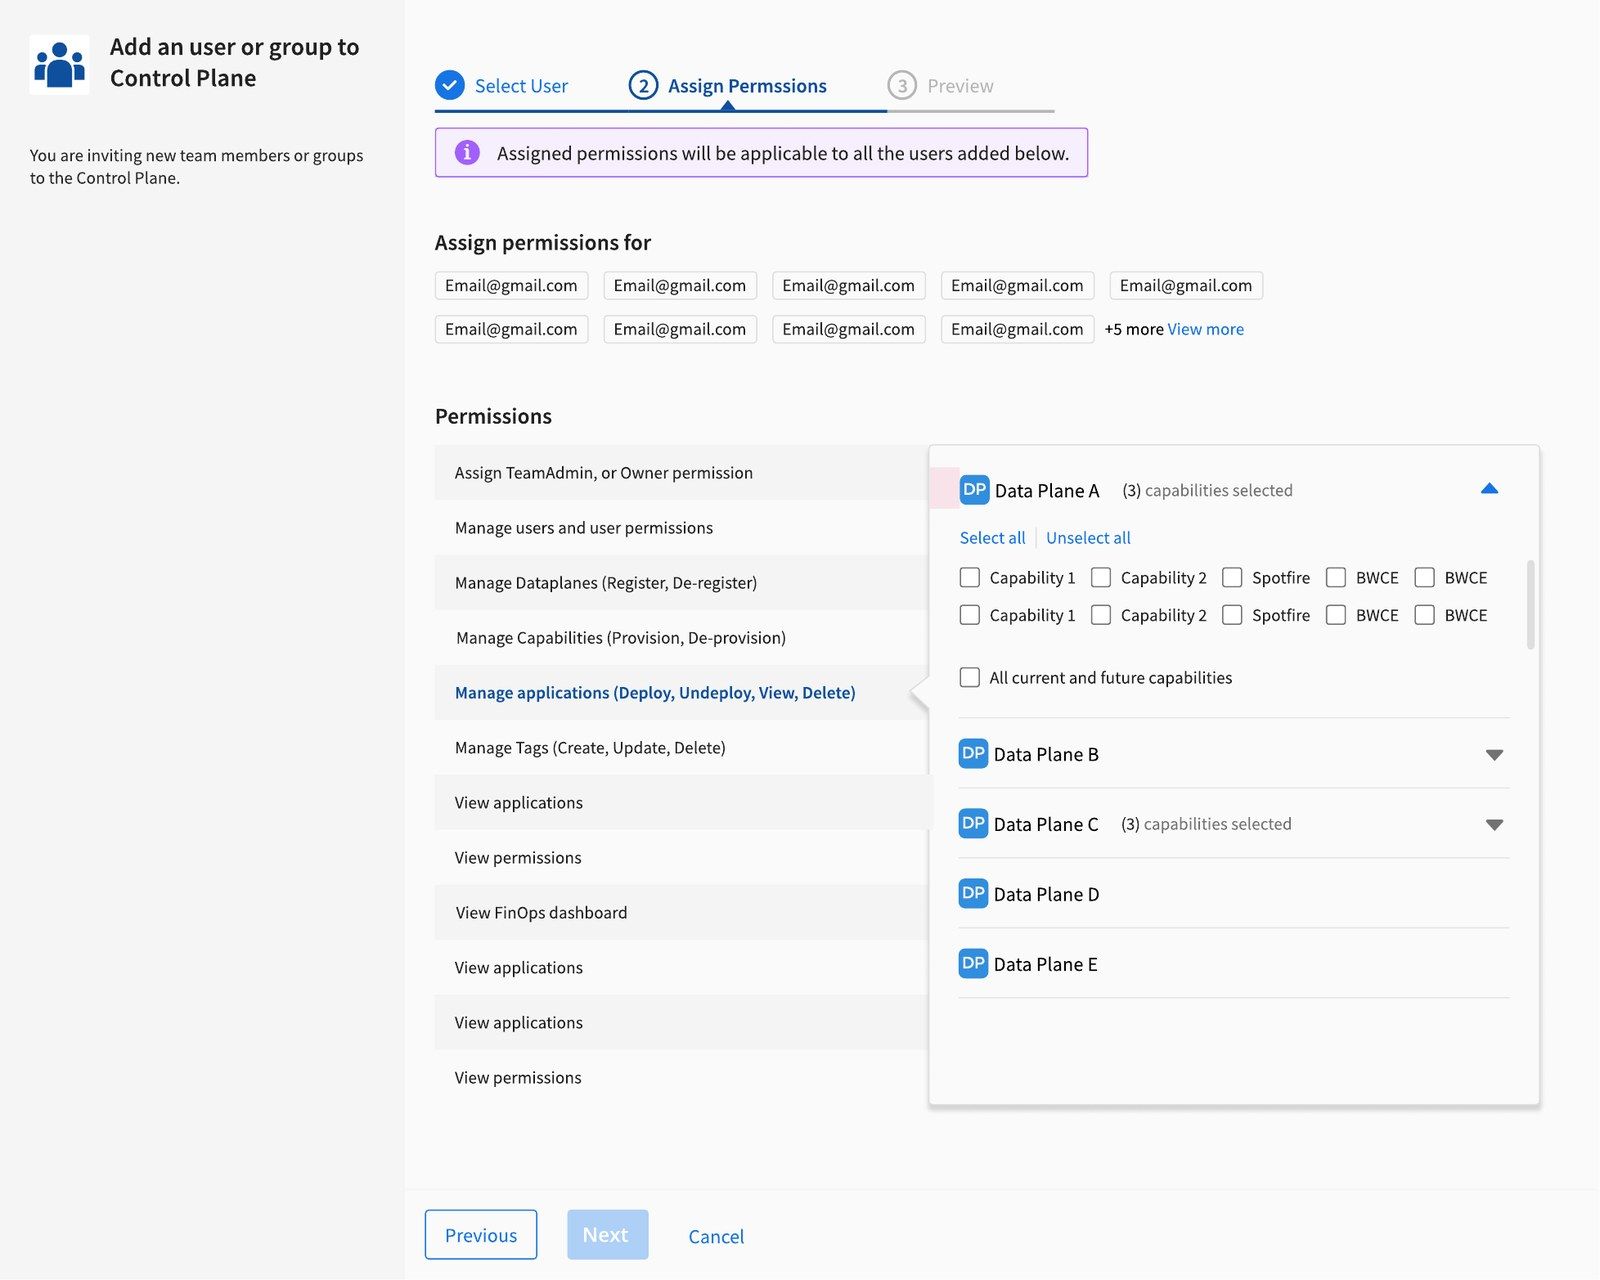 Add an user or group to
Control Plane
You are inviting new team members or groups
to the Control Plane.
Select User
2 Assign Permssions
3 Preview
i Assigned permissions will be applicable to all the users added below.
Assign permissions for
Email@gmail.com Email@gmail.com Email@gmail.com Email@gmail.com Email@gmail.com
Email@gmail.com Email@gmail.com Email@gmail.com Email@gmail.com +5 more View more
Permissions
Assign TeamAdmin, or Owner permission
Manage users and user permissions
Manage Dataplanes (Register, De-register)
Manage Capabilities (Provision, De-provision)
Manage applications (Deploy, Undeploy, View, Delete)
Manage Tags (Create, Update, Delete)
View applications
View permissions
View FinOps dashboard
View applications
View applications
View permissions
DP Data Plane A (3) capabilities selected
Select all Unselect all
Capability 1 Capability 2 Spotfire BWCE BWCE
Capability 1 Capability 2 Spotfire BWCE BWCE
All current and future capabilities
DP Data Plane B
DP Data Plane C (3) capabilities selected
DP Data Plane D
DP Data Plane E
Previous Next Cancel